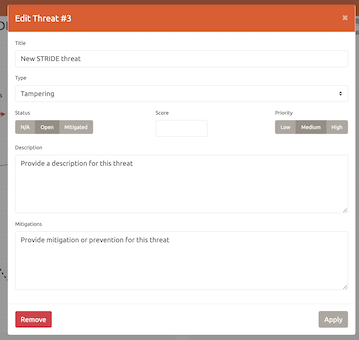 Edit Threat #3 ×
Title
New STRIDE threat
Type
Tampering
Status Score Priority
N/A Open Mitigated Low Medium High
Description
Provide a description for this threat
Mitigations
Provide mitigation or prevention for this threat
Remove Apply